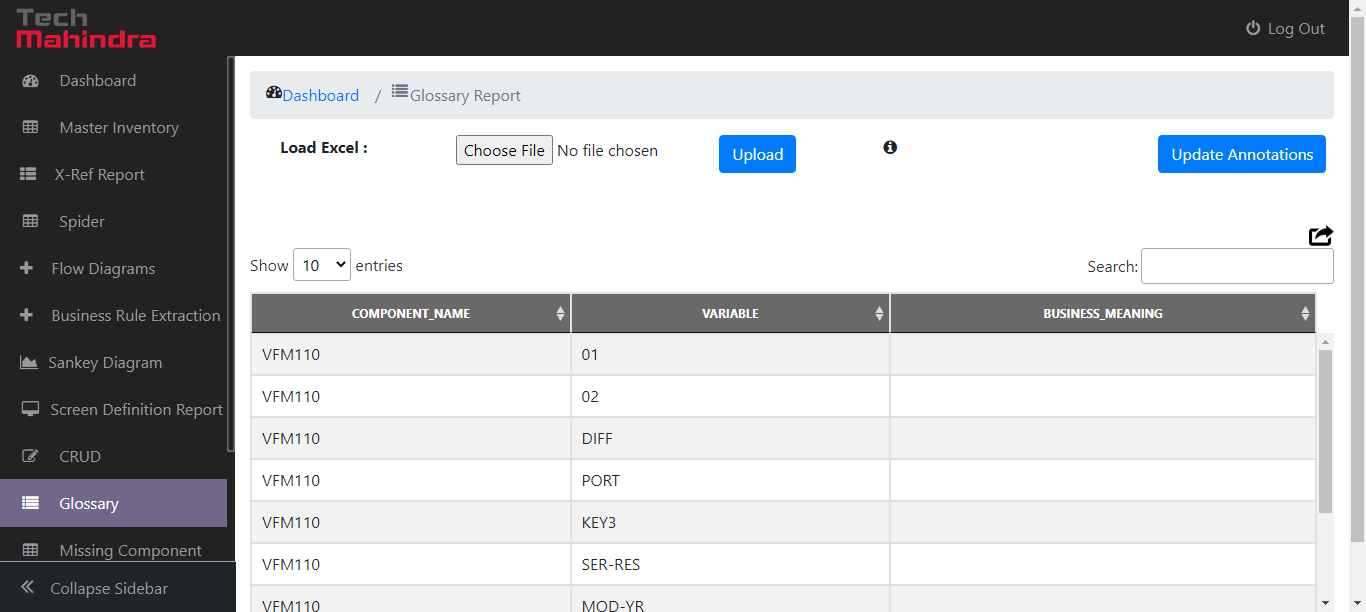 Tech
Mahindra
Log Out
Dashboard
Master Inventory
X-Ref Report
Spider
Flow Diagrams
Business Rule Extraction
Sankey Diagram
Screen Definition Report
CRUD
Glossary
Missing Component
Collapse Sidebar
Dashboard / Glossary Report
Load Excel : Choose File No file chosen Upload Update Annotations
Show 10 entries Search:
COMPONENT_NAME VARIABLE BUSINESS_MEANING
VFM110 01
VFM110 02
VFM110 DIFF
VFM110 PORT
VFM110 KEY3
VFM110 SER-RES
VFM110 MOD-YR